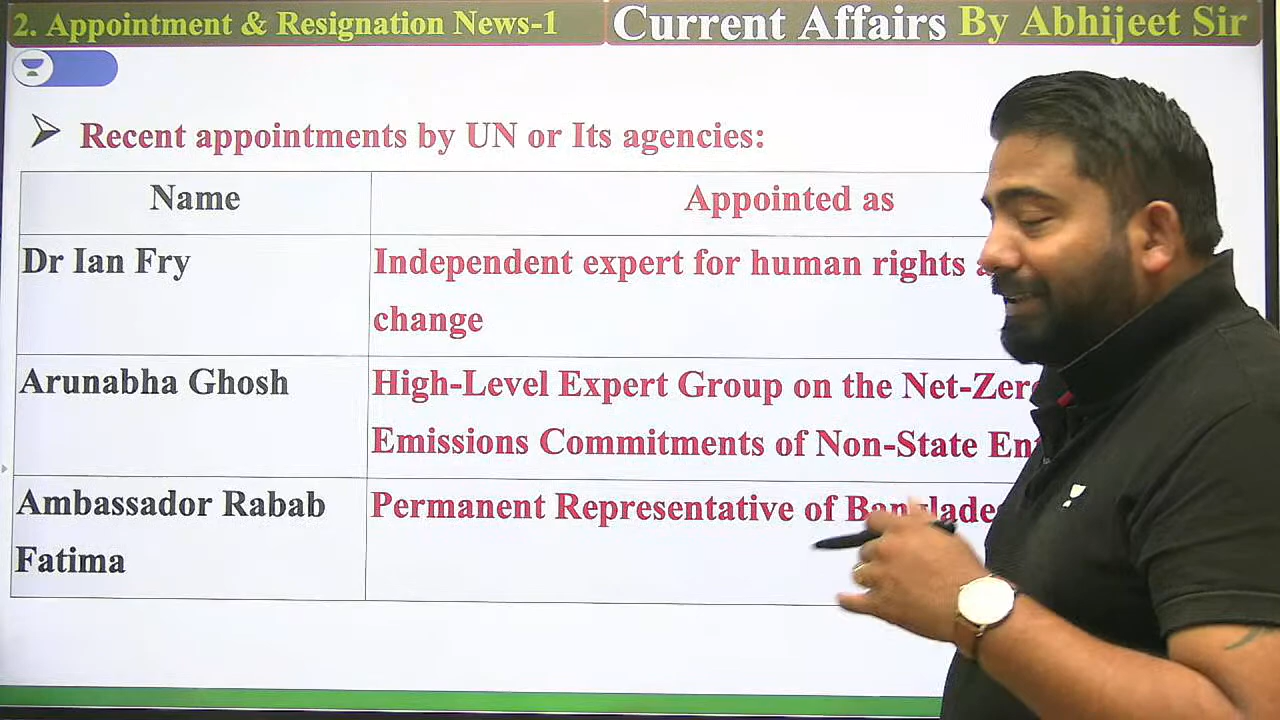 2. Appointment & Resignation News-1
Current Affairs By Abhijeet Sir
➢ Recent appointments by UN or Its agencies:
Name
Appointed as
Dr Ian Fry
Independent expert for human rights
change
Arunabha Ghosh
High-Level Expert Group on the Net-Zero
Emissions Commitments of Non-State
Ambassador Rabab
Fatima
Permanent Representative of